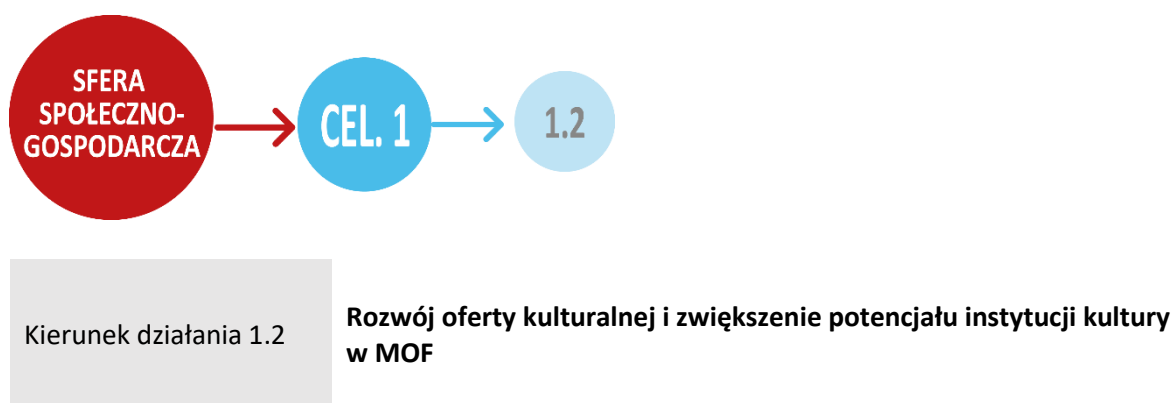 SFERA
SPOŁECZNO-
GOSPODARCZA
CEL. 1
1.2
Kierunek działania 1.2
Rozwój oferty kulturalnej i zwiększenie potencjału instytucji kultury
w MOF